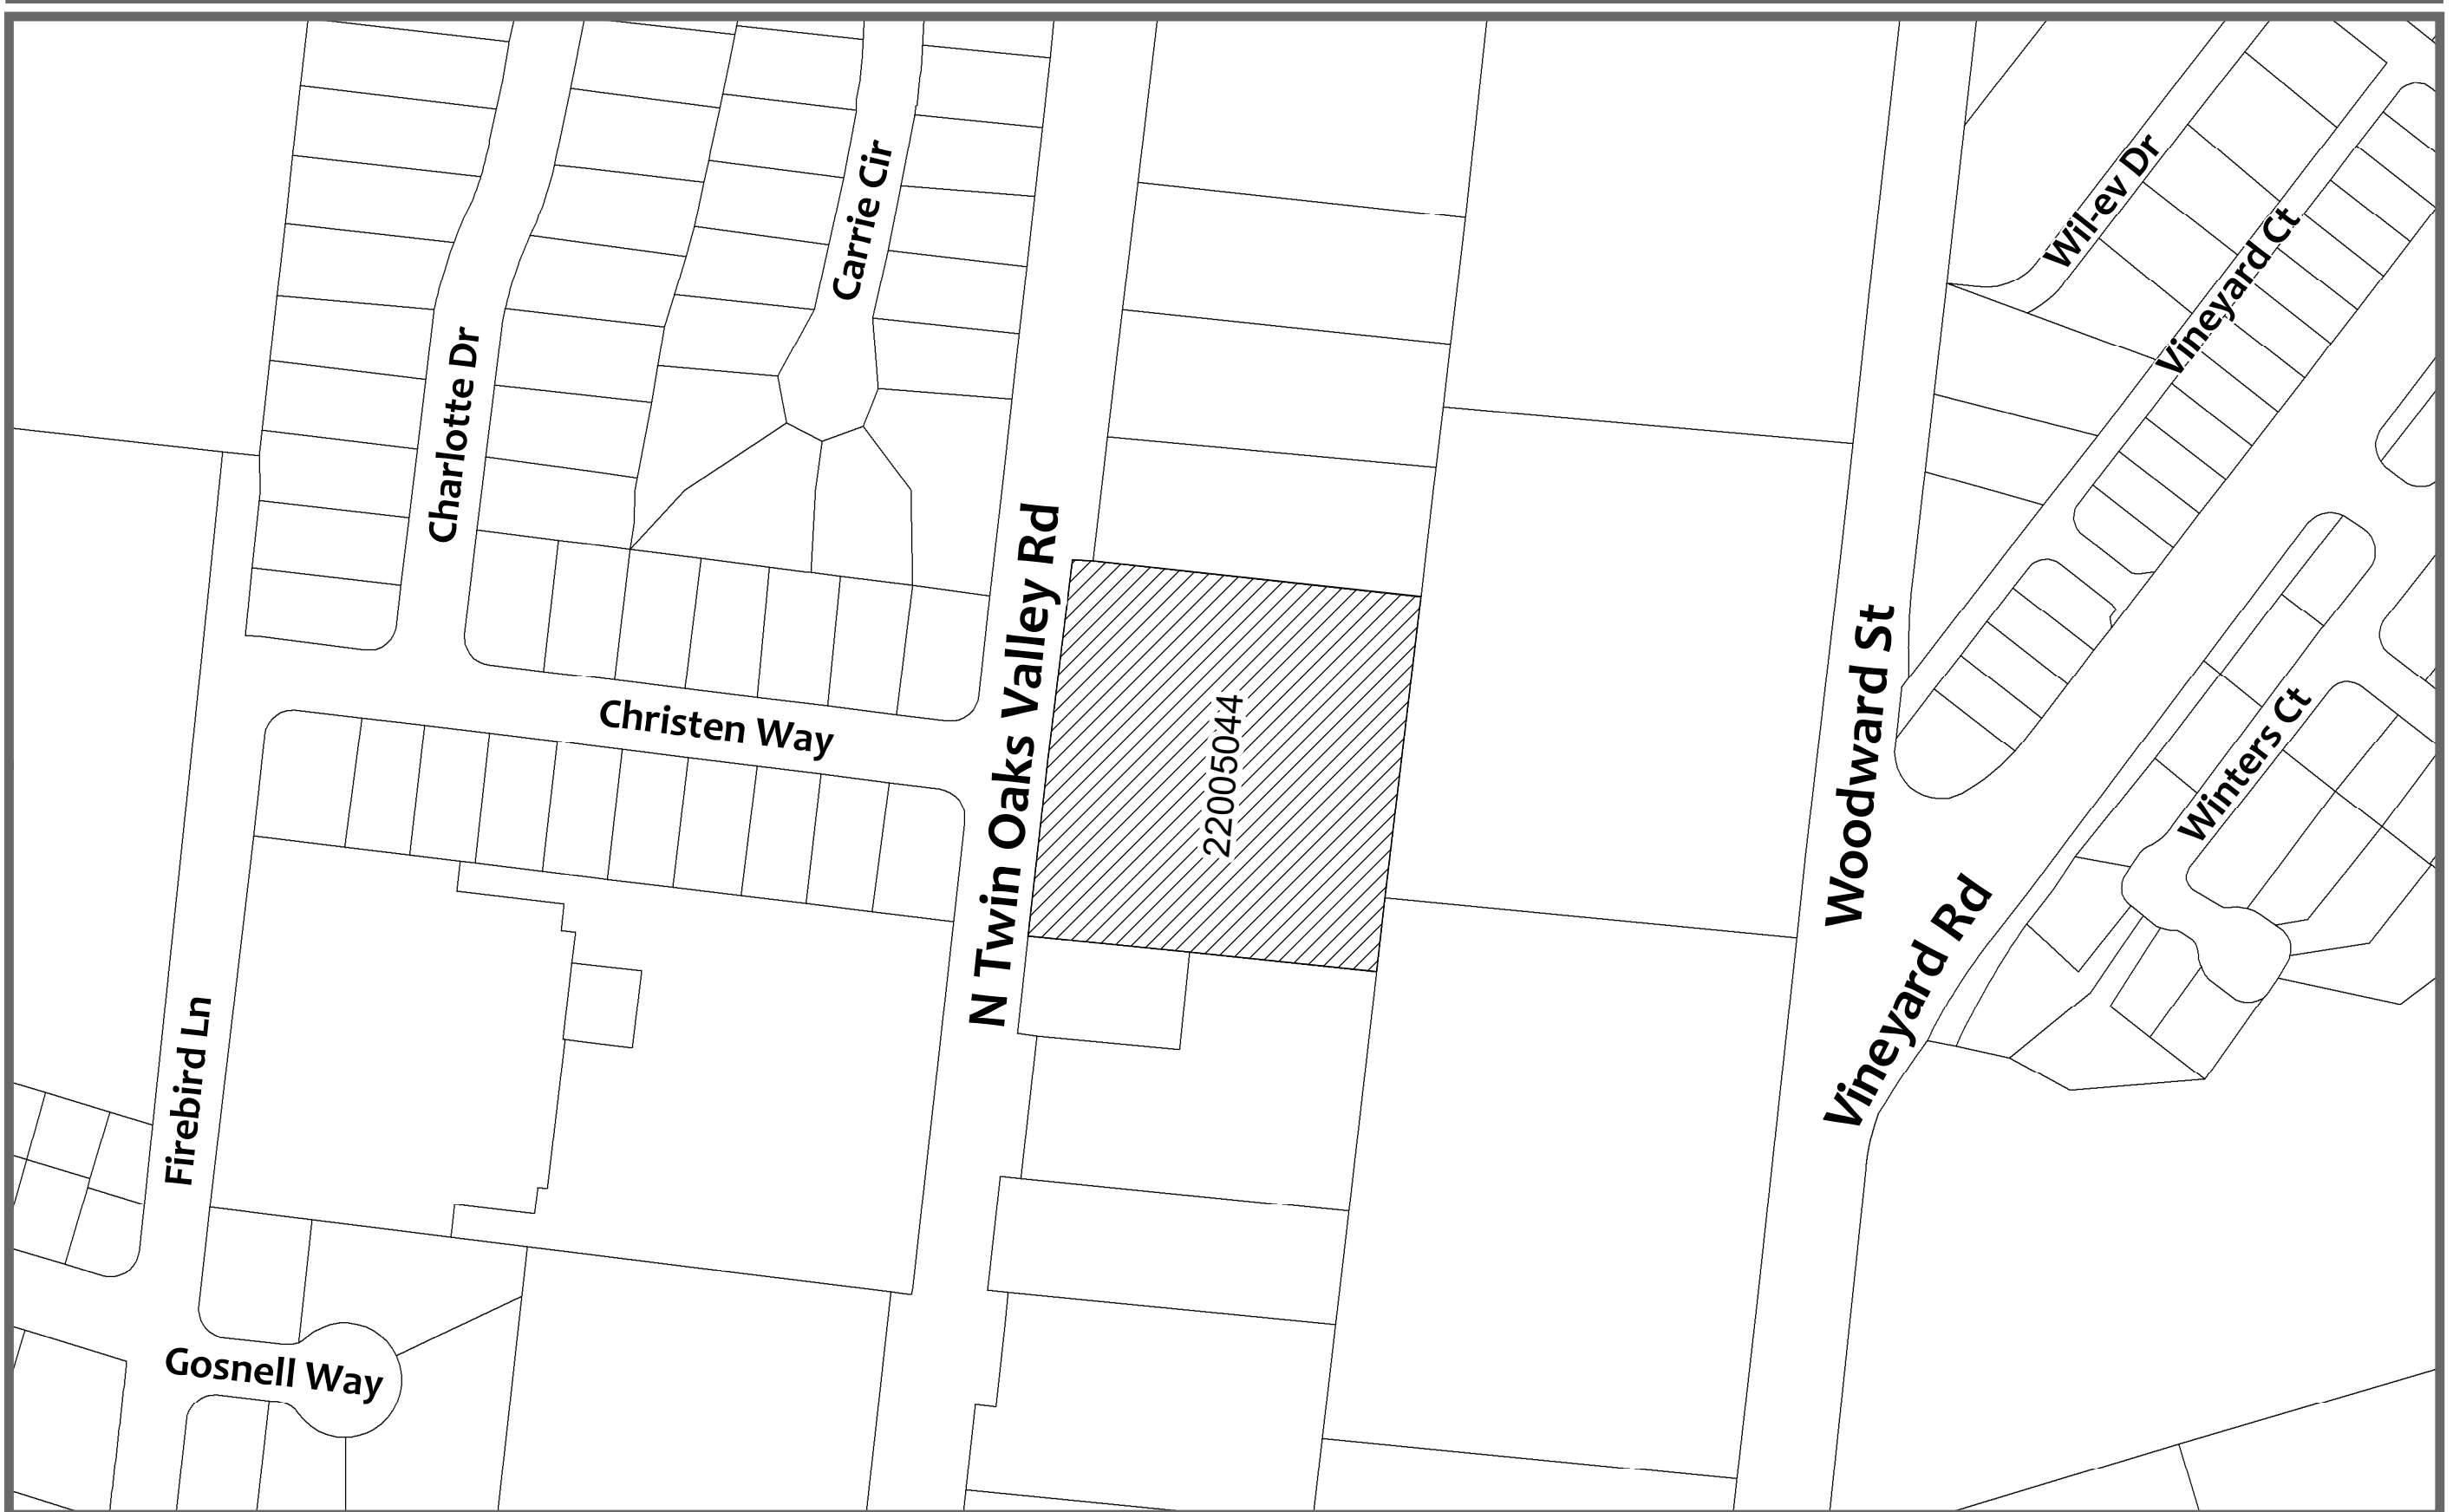 Wil-ev Dr
Carrie Cir
Vineyard Ct
Charlotte Dr
N Twin Oaks Valley Rd
Woodward St
22005044
Christen Way
Winters Ct
Vineyard Rd
Firebird Ln
Gosnell Way